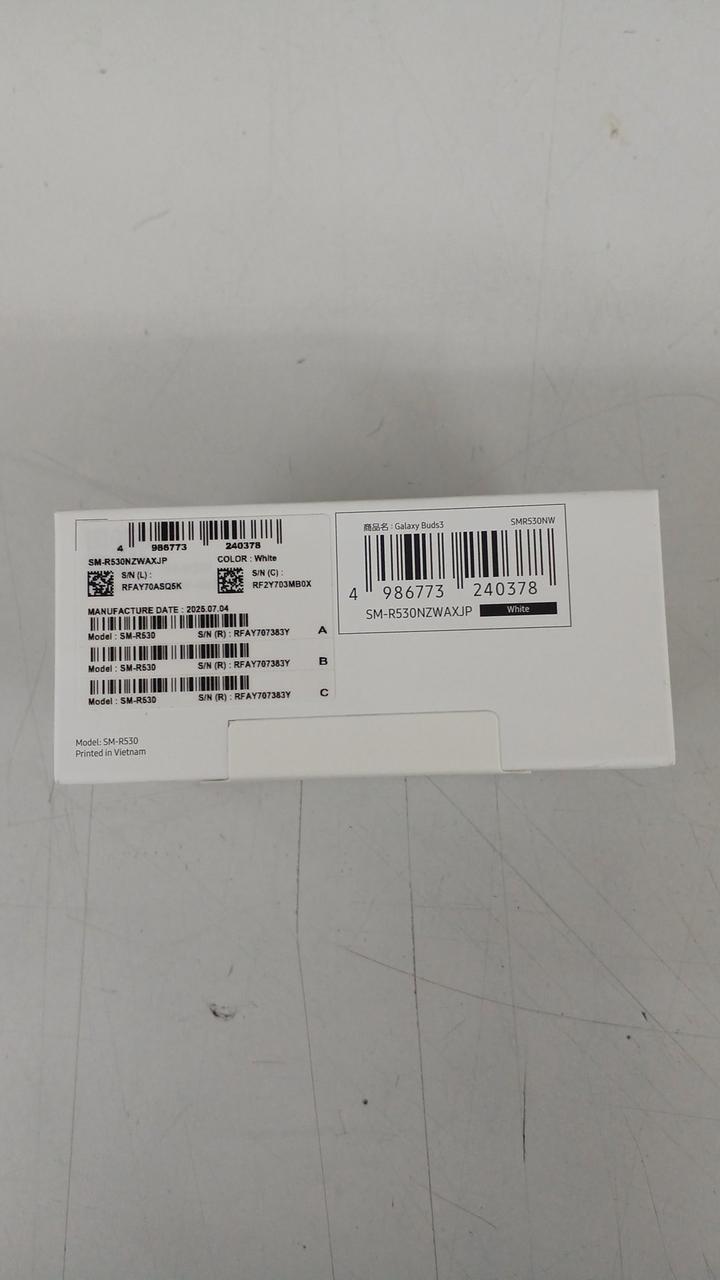 4 986773 240378
SM-R530NZWAXJP COLOR : White
S/N (L) : S/N (C) :
RFAY70ASQ5K RF2Y703MB0X
MANUFACTURE DATE : 2025.07.04
Model : SM-R530 S/N (R) : RFAY707383Y A
Model : SM-R530 S/N (R) : RFAY707383Y B
Model : SM-R530 S/N (R) : RFAY707383Y C
Model: SM-R530
Printed in Vietnam
商品名 : Galaxy Buds3 SMR530NW
4 986773 240378
SM-R530NZWAXJP White